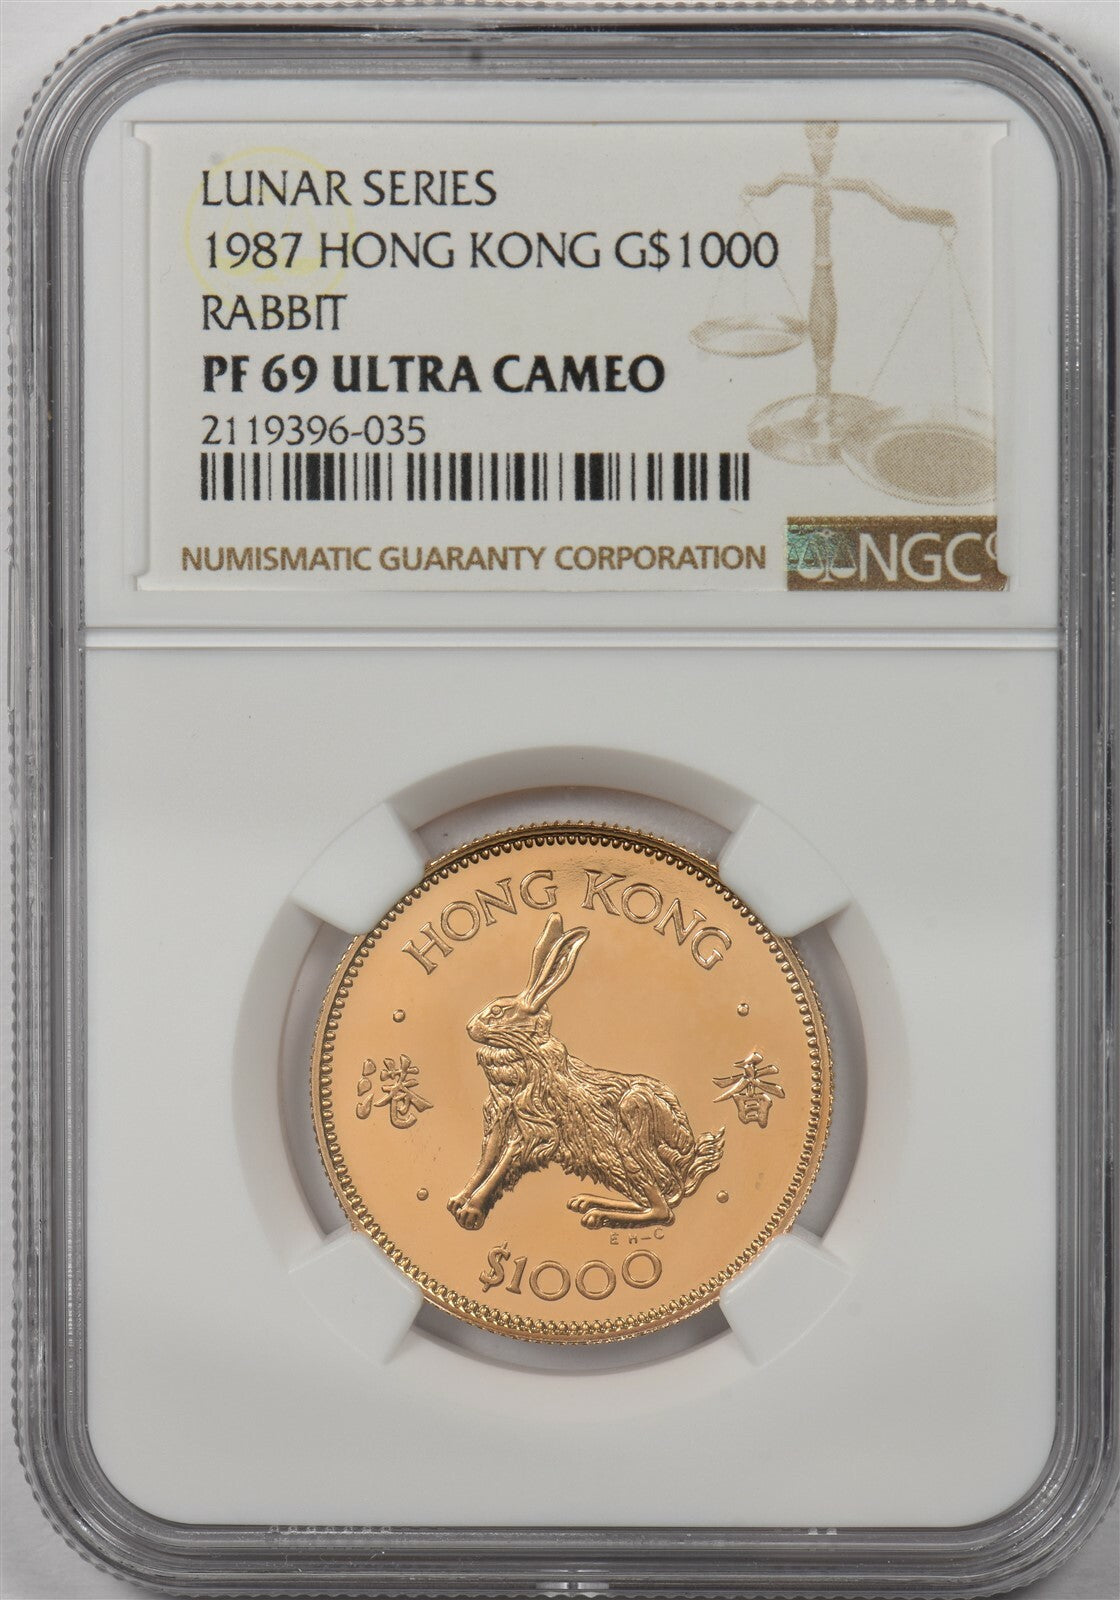 LUNAR SERIES
1987 HONG KONG G$1000
RABBIT
PF 69 ULTRA CAMEO
2119396-035
NUMISMATIC GUARANTY CORPORATION
NGC
HONG KONG
港 香
E H-C
$1000